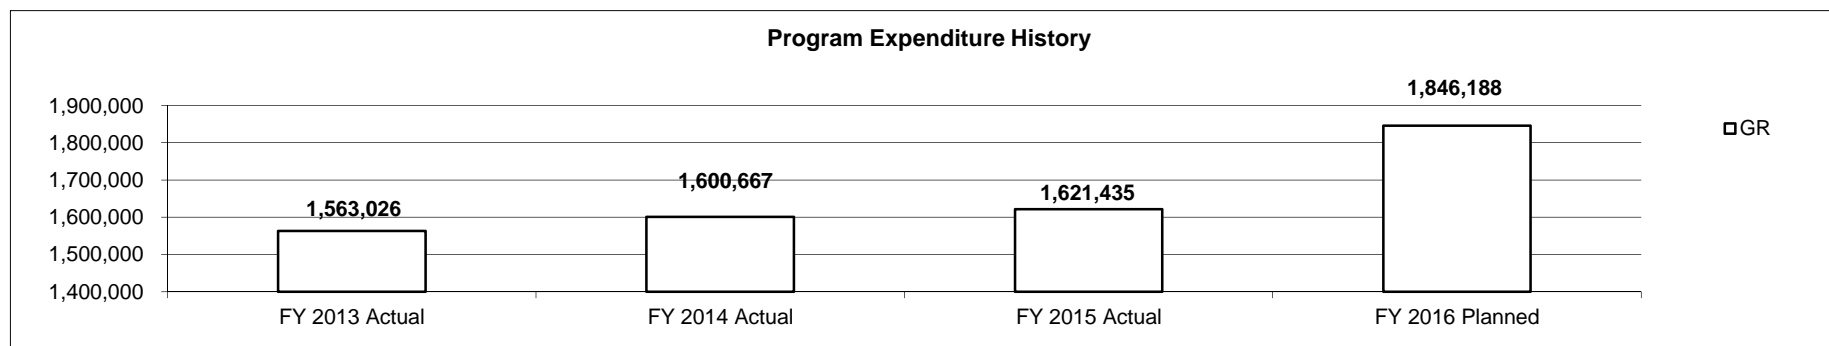 Program Expenditure History
1,846,188
1,900,000
1,800,000
1,700,000
1,600,000
1,500,000
1,400,000
1,563,026
1,600,667
1,621,435
GR
FY 2013 Actual
FY 2014 Actual
FY 2015 Actual
FY 2016 Planned